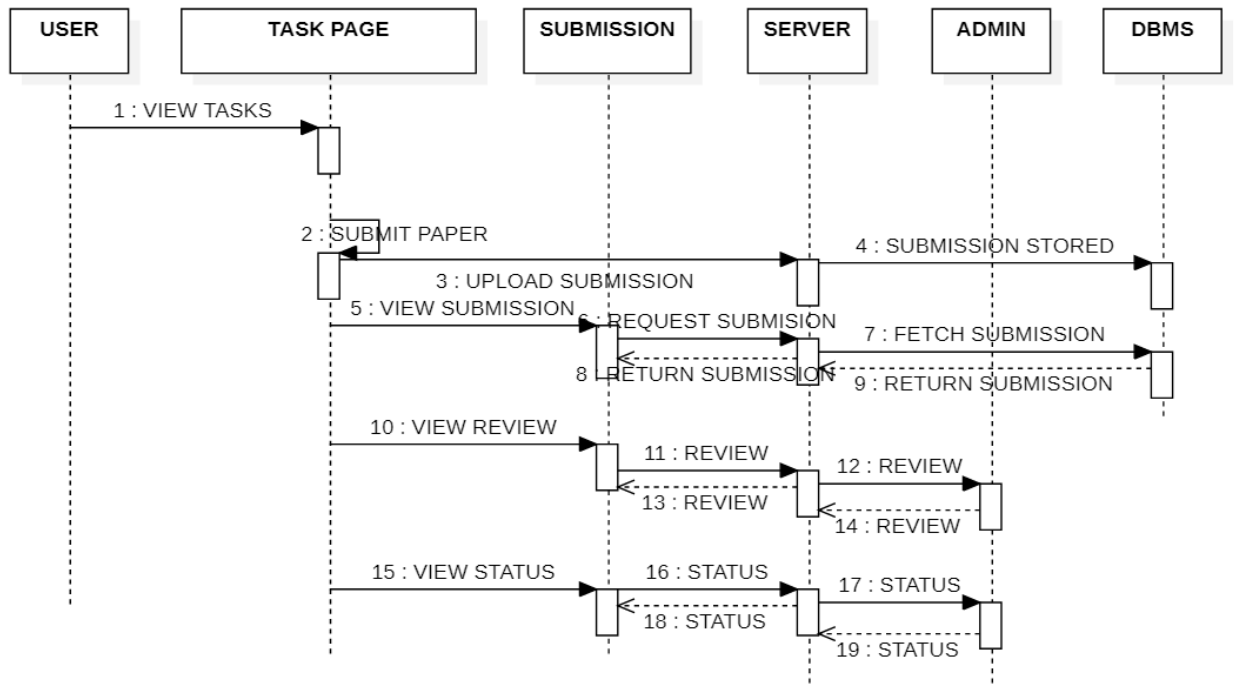 USER
TASK PAGE
SUBMISSION
SERVER
ADMIN
DBMS
1 : VIEW TASKS
2 : SUBMIT PAPER
3 : UPLOAD SUBMISSION
4 : SUBMISSION STORED
5 : VIEW SUBMISSION
6 : REQUEST SUBMISION
7 : FETCH SUBMISSION
8 : RETURN SUBMISSION
9 : RETURN SUBMISSION
10 : VIEW REVIEW
11 : REVIEW
12 : REVIEW
13 : REVIEW
14 : REVIEW
15 : VIEW STATUS
16 : STATUS
17 : STATUS
18 : STATUS
19 : STATUS